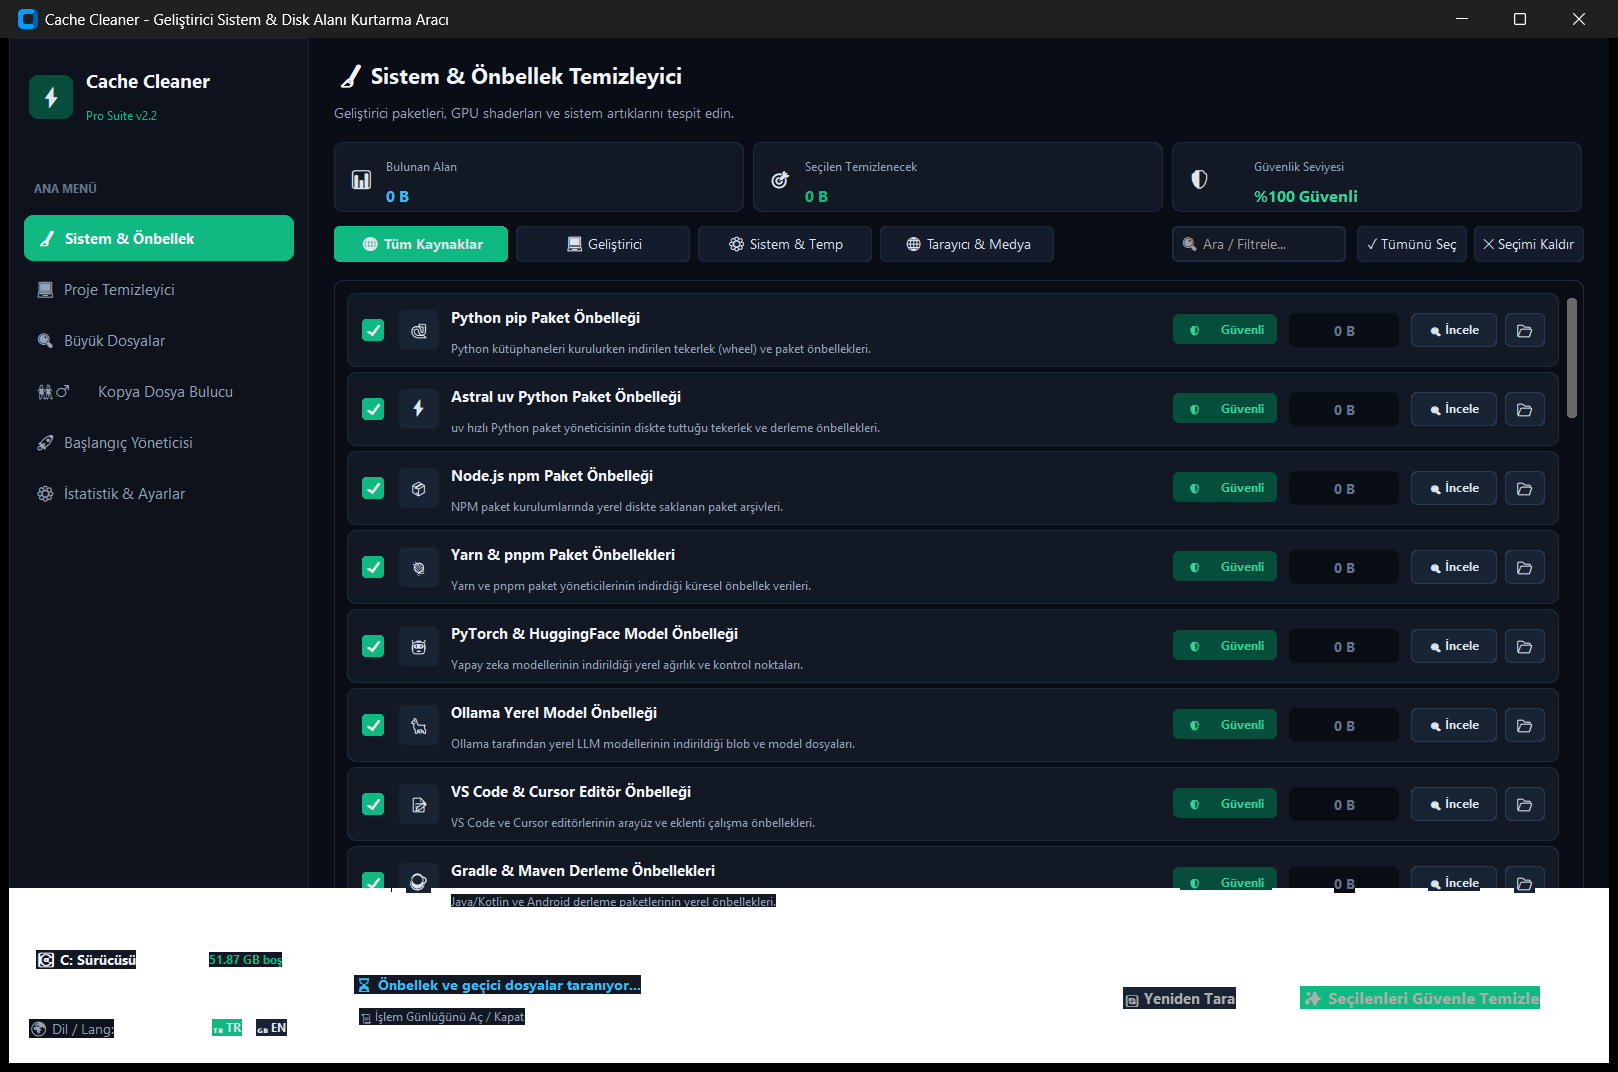 Cache Cleaner - Geliştirici Sistem & Disk Alanı Kurtarma Aracı
Cache Cleaner
Pro Suite v2.2
ANA MENÜ
Sistem & Önbellek
Proje Temizleyici
Büyük Dosyalar
Kopya Dosya Bulucu
Başlangıç Yöneticisi
İstatistik & Ayarlar
Sistem & Önbellek Temizleyici
Geliştirici paketleri, GPU shaderları ve sistem artıklarını tespit edin.
Bulunan Alan
0 B
Seçilen Temizlenecek
0 B
Güvenlik Seviyesi
%100 Güvenli
Tüm Kaynaklar
Geliştirici
Sistem & Temp
Tarayıcı & Medya
Ara / Filtrele...
✓ Tümünü Seç
✕ Seçimi Kaldır
Python pip Paket Önbelleği
Python kütüphaneleri kurulurken indirilen tekerlek (wheel) ve paket önbellekleri.
Güvenli
0 B
İncele
Astral uv Python Paket Önbelleği
uv hızlı Python paket yöneticisinin diskte tuttuğu tekerlek ve derleme önbellekleri.
Güvenli
0 B
İncele
Node.js npm Paket Önbelleği
NPM paket kurulumlarında yerel diskte saklanan paket arşivleri.
Güvenli
0 B
İncele
Yarn & pnpm Paket Önbellekleri
Yarn ve pnpm paket yöneticilerinin indirdiği küresel önbellek verileri.
Güvenli
0 B
İncele
PyTorch & HuggingFace Model Önbelleği
Yapay zeka modellerinin indirildiği yerel ağırlık ve kontrol noktaları.
Güvenli
0 B
İncele
Ollama Yerel Model Önbelleği
Ollama tarafından yerel LLM modellerinin indirildiği blob ve model dosyaları.
Güvenli
0 B
İncele
VS Code & Cursor Editör Önbelleği
VS Code ve Cursor editörlerinin arayüz ve eklenti çalışma önbellekleri.
Güvenli
0 B
İncele
Gradle & Maven Derleme Önbellekleri
Java/Kotlin ve Android derleme paketlerinin yerel önbellekleri.
Güvenli
0 B
İncele
C: Sürücüsü
51.87 GB boş
Dil / Lang:
TR TR
GB EN
Önbellek ve geçici dosyalar taranıyor...
İşlem Günlüğünü Aç / Kapat
Yeniden Tara
Seçilenleri Güvenle Temizle